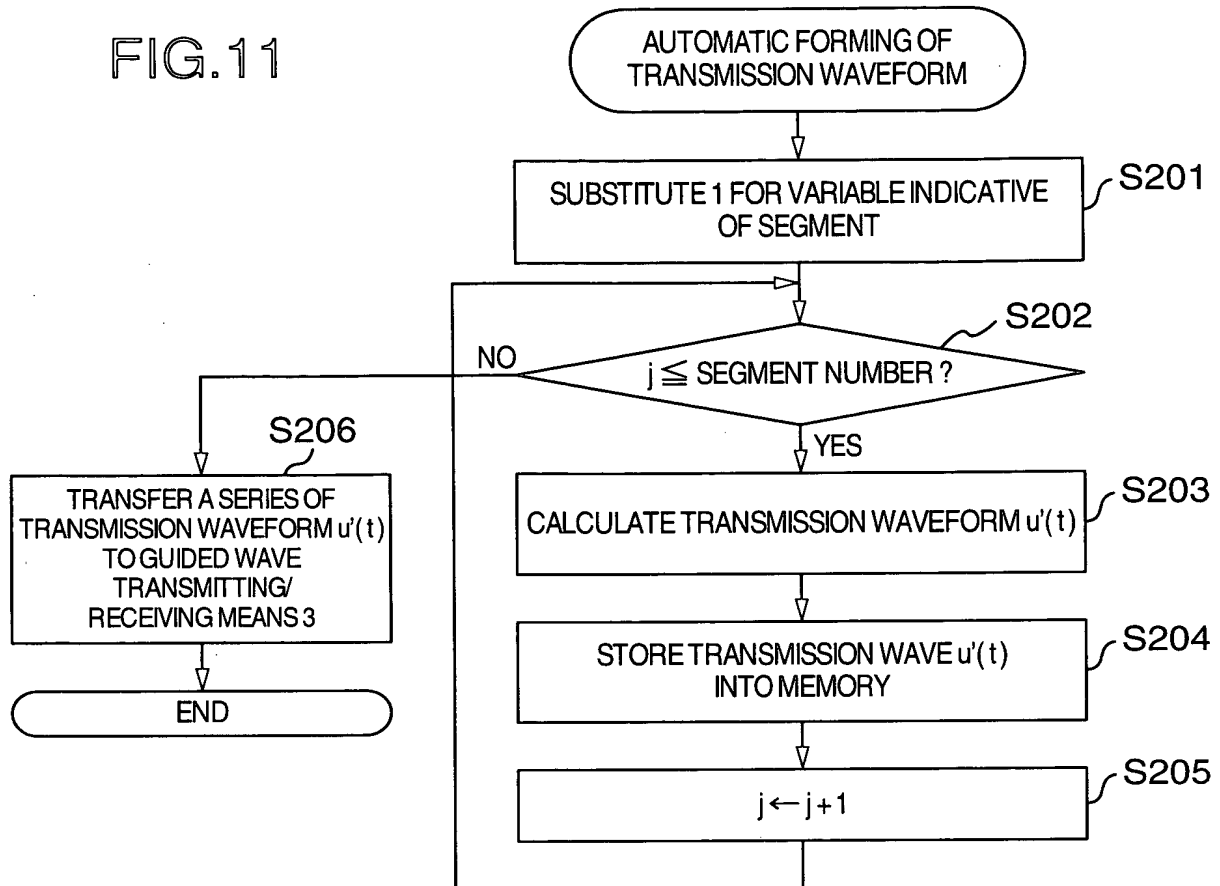 FIG.11
AUTOMATIC FORMING OF
TRANSMISSION WAVEFORM
S201
SUBSTITUTE 1 FOR VARIABLE INDICATIVE
OF SEGMENT
S202
j ≦ SEGMENT NUMBER ?
NO
YES
S203
CALCULATE TRANSMISSION WAVEFORM u'(t)
S204
STORE TRANSMISSION WAVE u'(t)
INTO MEMORY
S205
j ← j+1
S206
TRANSFER A SERIES OF
TRANSMISSION WAVEFORM u'(t)
TO GUIDED WAVE
TRANSMITTING/
RECEIVING MEANS 3
END